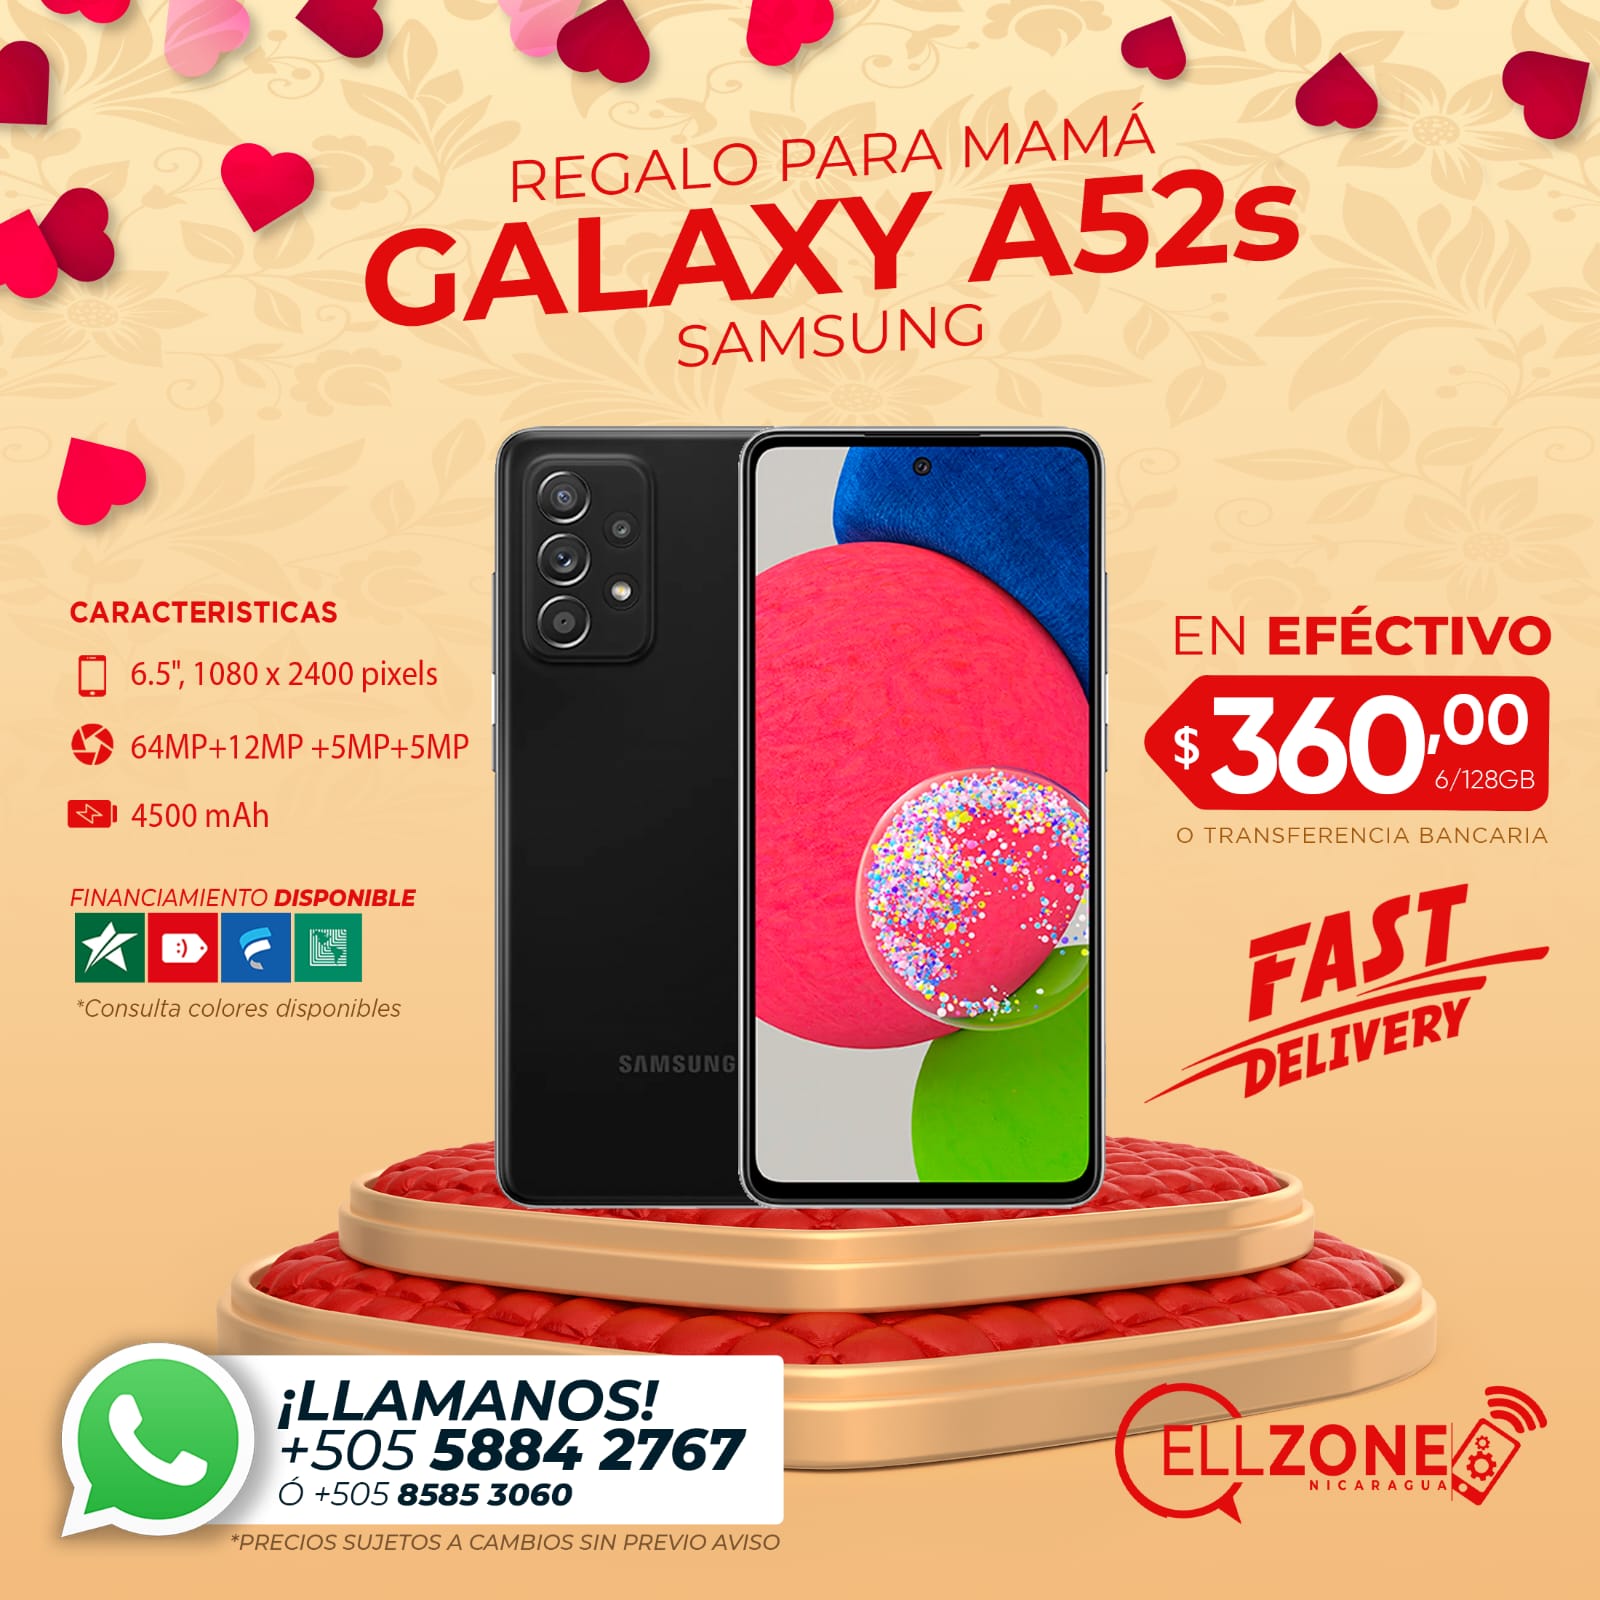 REGALO PARA MAMÁ
GALAXY A52s
SAMSUNG
CARACTERISTICAS
6.5", 1080 x 2400 pixels
64MP+12MP +5MP+5MP
4500 mAh
FINANCIAMIENTO DISPONIBLE
*Consulta colores disponibles
SAMSUNG
EN EFÉCTIVO
$ 360,00
6/128GB
O TRANSFERENCIA BANCARIA
FAST
DELIVERY
¡LLAMANOS!
+505 5884 2767
Ó +505 8585 3060
*PRECIOS SUJETOS A CAMBIOS SIN PREVIO AVISO
CELLZONE
NICARAGUA